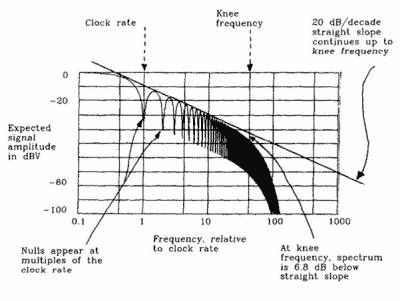 Clock rate
Knee
frequency
20 dB/decade
straight slope
continues up to
knee frequency
Expected
signal
amplitude
in dBV
0
-20
-60
-80
-100
0.1
1
10
100
1000
Nulls appear at
multiples of the
clock rate
Frequency, relative
to clock rate
At knee
frequency, spectrum
is 6.8 dB below
straight slope